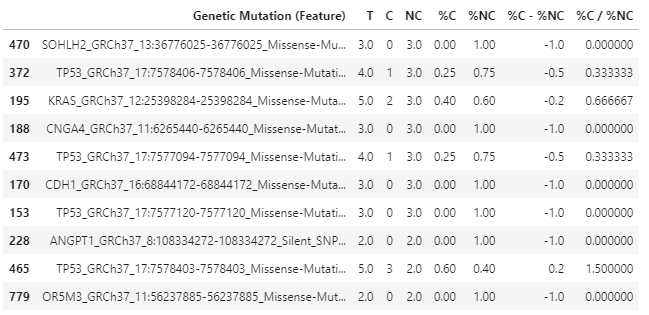 Genetic Mutation (Feature) T C NC %C %NC %C - %NC %C / %NC
470 SOHLH2_GRCh37_13:36776025-36776025_Missense-Mu... 3.0 0 3.0 0.00 1.00 -1.0 0.000000
372 TP53_GRCh37_17:7578406-7578406_Missense-Mutati... 4.0 1 3.0 0.25 0.75 -0.5 0.333333
195 KRAS_GRCh37_12:25398284-25398284_Missense-Muta... 5.0 2 3.0 0.40 0.60 -0.2 0.666667
188 CNGA4_GRCh37_11:6265440-6265440_Missense-Mutat... 3.0 0 3.0 0.00 1.00 -1.0 0.000000
473 TP53_GRCh37_17:7577094-7577094_Missense-Mutati... 4.0 1 3.0 0.25 0.75 -0.5 0.333333
170 CDH1_GRCh37_16:68844172-68844172_Missense-Muta... 3.0 0 3.0 0.00 1.00 -1.0 0.000000
153 TP53_GRCh37_17:7577120-7577120_Missense-Mutati... 3.0 0 3.0 0.00 1.00 -1.0 0.000000
228 ANGPT1_GRCh37_8:108334272-108334272_Silent_SNP... 2.0 0 2.0 0.00 1.00 -1.0 0.000000
465 TP53_GRCh37_17:7578403-7578403_Missense-Mutati... 5.0 3 2.0 0.60 0.40 0.2 1.500000
779 OR5M3_GRCh37_11:56237885-56237885_Missense-Mut... 2.0 0 2.0 0.00 1.00 -1.0 0.000000